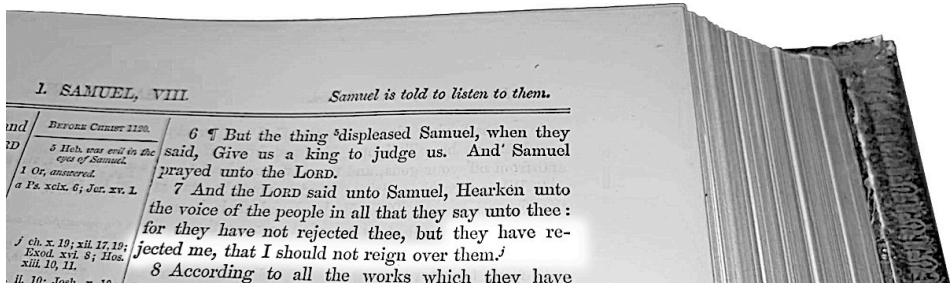 1. SAMUEL, VIII.
Samuel is told to listen to them.
and
BEFORE CHRIST 1120.
5 Heb. was evil in the
eyes of Samuel.
1 Or, answered.
a Ps. xcix. 6; Jer. xv. 1.
j ch. x. 19; xii. 17, 19;
Exod. xvi. 8; Hos.
xiii. 10, 11.
6 ¶ But the thing ⁵displeased Samuel, when they
said, Give us a king to judge us. And' Samuel
prayed unto the LORD.
7 And the LORD said unto Samuel, Hearken unto
the voice of the people in all that they say unto thee:
for they have not rejected thee, but they have re-
jected me, that I should not reign over them.ʲ
8 According to all the works which they have